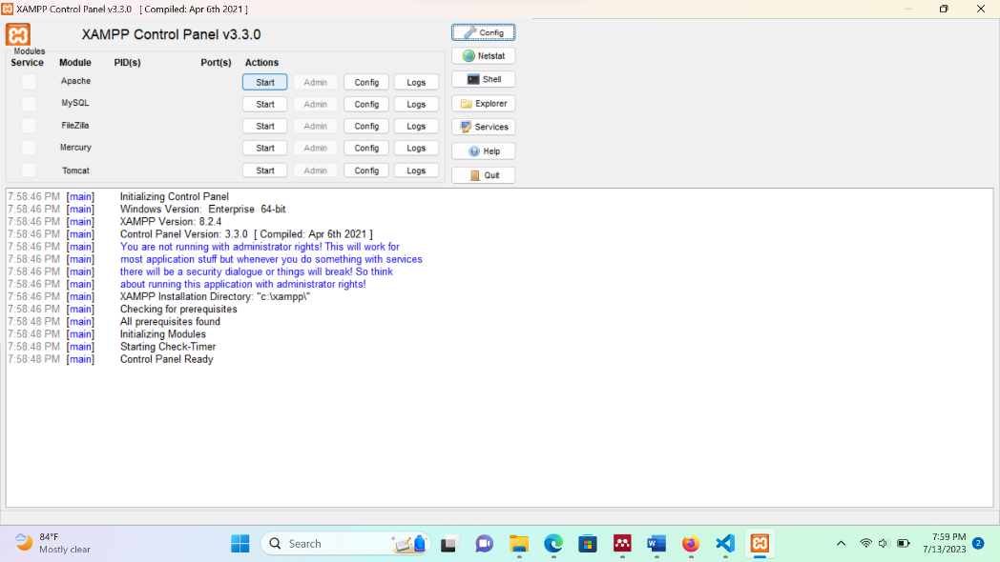 XAMPP Control Panel v3.3.0 [ Compiled: Apr 6th 2021 ]
XAMPP Control Panel v3.3.0
Modules
Service Module PID(s) Port(s) Actions
Apache Start Admin Config Logs
MySQL Start Admin Config Logs
FileZilla Start Admin Config Logs
Mercury Start Admin Config Logs
Tomcat Start Admin Config Logs
Config
Netstat
Shell
Explorer
Services
Help
Quit
7:58:46 PM [main] Initializing Control Panel
7:58:46 PM [main] Windows Version: Enterprise 64-bit
7:58:46 PM [main] XAMPP Version: 8.2.4
7:58:46 PM [main] Control Panel Version: 3.3.0 [ Compiled: Apr 6th 2021 ]
7:58:46 PM [main] You are not running with administrator rights! This will work for
7:58:46 PM [main] most application stuff but whenever you do something with services
7:58:46 PM [main] there will be a security dialogue or things will break! So think
7:58:46 PM [main] about running this application with administrator rights!
7:58:46 PM [main] XAMPP Installation Directory: "c:\xampp\"
7:58:46 PM [main] Checking for prerequisites
7:58:48 PM [main] All prerequisites found
7:58:48 PM [main] Initializing Modules
7:58:48 PM [main] Starting Check-Timer
7:58:48 PM [main] Control Panel Ready
84°F
Mostly clear
Search
7:59 PM
7/13/2023
2